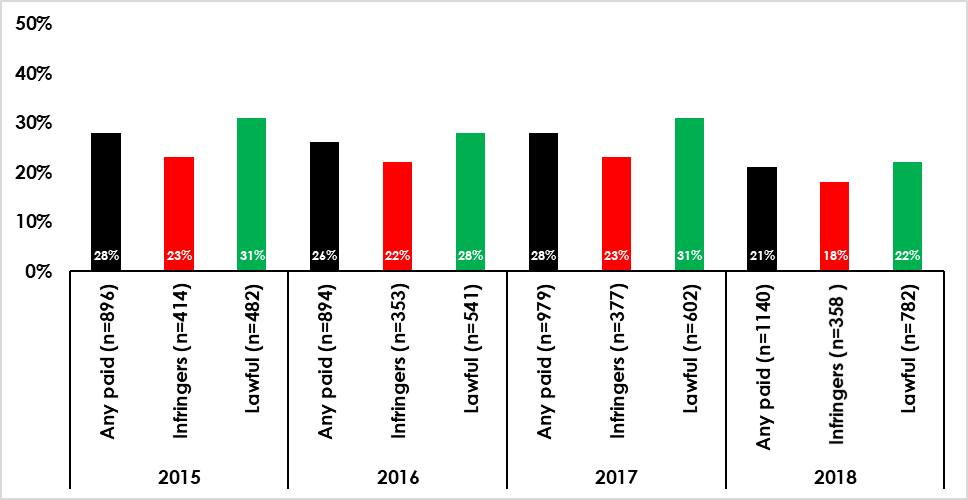 50%
40%
30%
20%
10%
0%
28%
23%
31%
26%
22%
28%
28%
23%
31%
21%
18%
22%
Any paid (n=896)
Infringers (n=414)
Lawful (n=482)
Any paid (n=894)
Infringers (n=353)
Lawful (n=541)
Any paid (n=979)
Infringers (n=377)
Lawful (n=602)
Any paid (n=1140)
Infringers (n=358 )
Lawful (n=782)
2015
2016
2017
2018